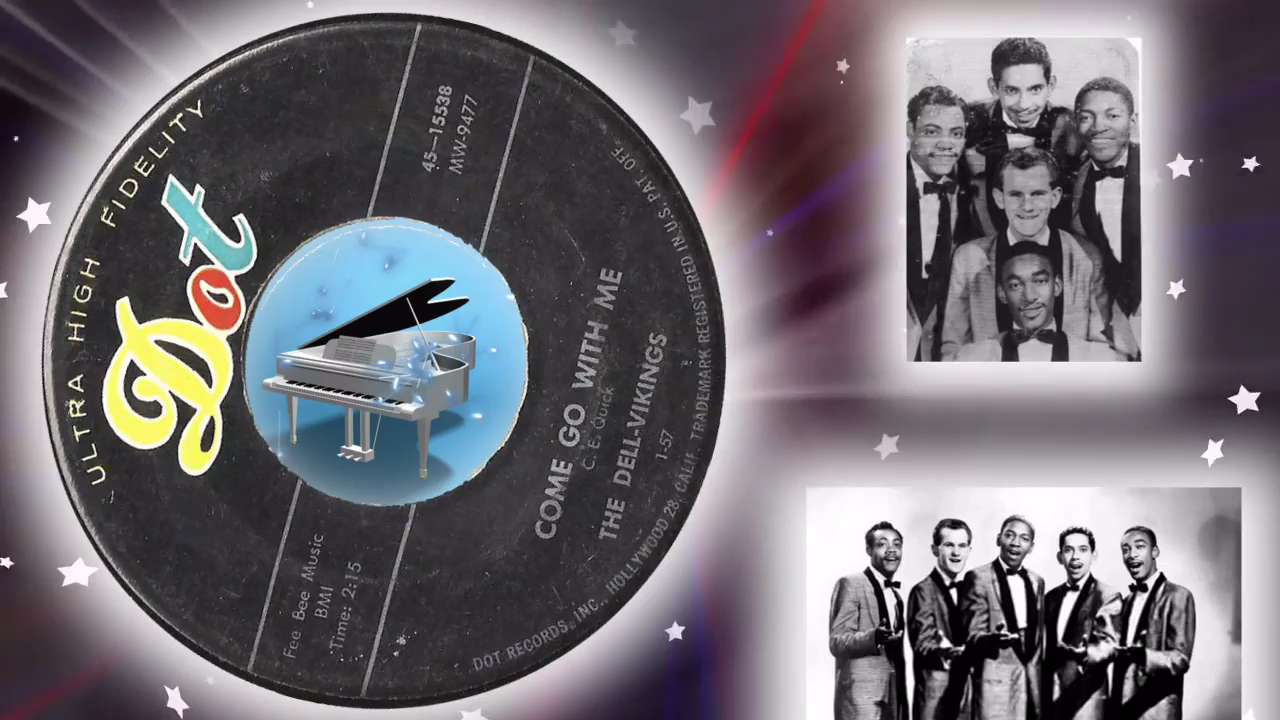 ULTRA HIGH FIDELITY
Dot
45—15538
MW-9477
Fee Bee Music
BMI
Time: 2:15
COME GO WITH ME
C. E. Quick
THE DELL-VIKINGS
1-57
DOT RECORDS, INC., HOLLYWOOD 28, CALIF. TRADEMARK REGISTERED IN U.S. PAT. OFF.